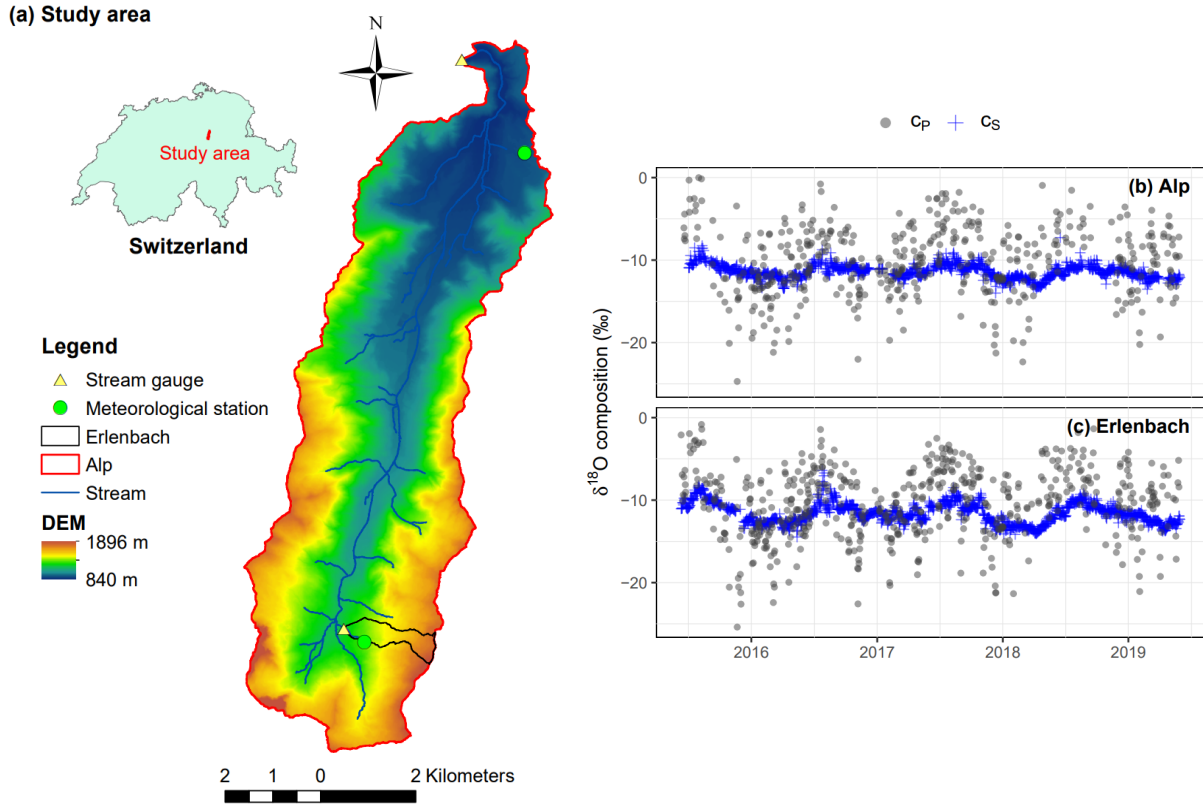 (a) Study area
N
Study area
Switzerland
Legend
Stream gauge
Meteorological station
Erlenbach
Alp
Stream
DEM
1896 m
840 m
2 1 0 2 Kilometers
cP cS
(b) Alp
0
−10
−20
(c) Erlenbach
0
−10
−20
δ18O composition (‰)
2016 2017 2018 2019